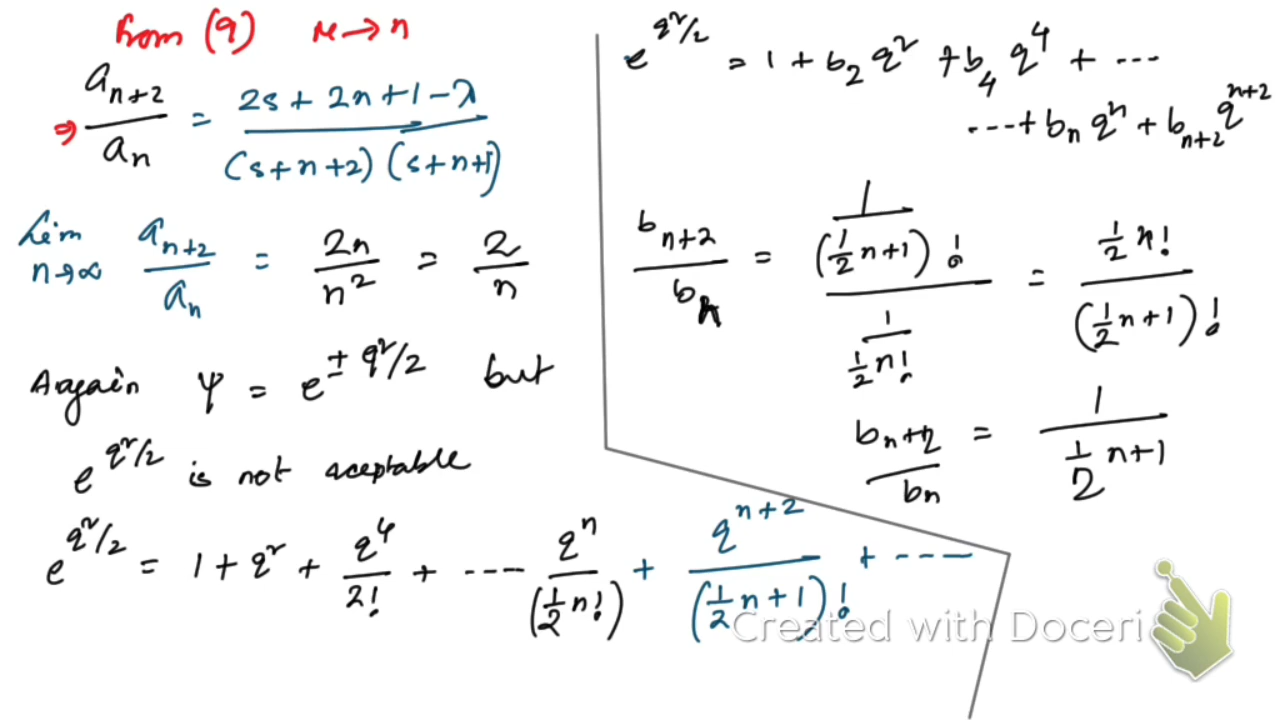 from (9) r → n
⇒ a_{n+2}/a_n = (2s + 2n + 1 - λ)/((s+n+2)(s+n+1))
Lim n→∞ a_{n+2}/a_n = 2n/n² = 2/n
Aagain ψ = e^{± q²/2} but
e^{q²/2} is not aceptable
e^{q²/2} = 1 + q² + q⁴/2! + ---- q^n/(½n!) + q^{n+2}/(½n+1)! + ----
e^{q²/2} = 1 + b₂q² + b₄q⁴ + ---
---+ b_n q^n + b_{n+2} q^{n+2}
b_{n+2}/b_n = (1/(½n+1)!)/(1/½n!) = ½n!/(½n+1)!
b_{n+2}/b_n = 1/(½n+1)
Created with Doceri